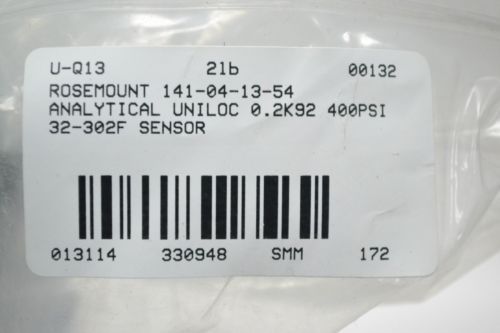 U-Q13 2lb 00132
ROSEMOUNT 141-04-13-54
ANALYTICAL UNILOC 0.2K92 400PSI
32-302F SENSOR
013114 330948 SMM 172